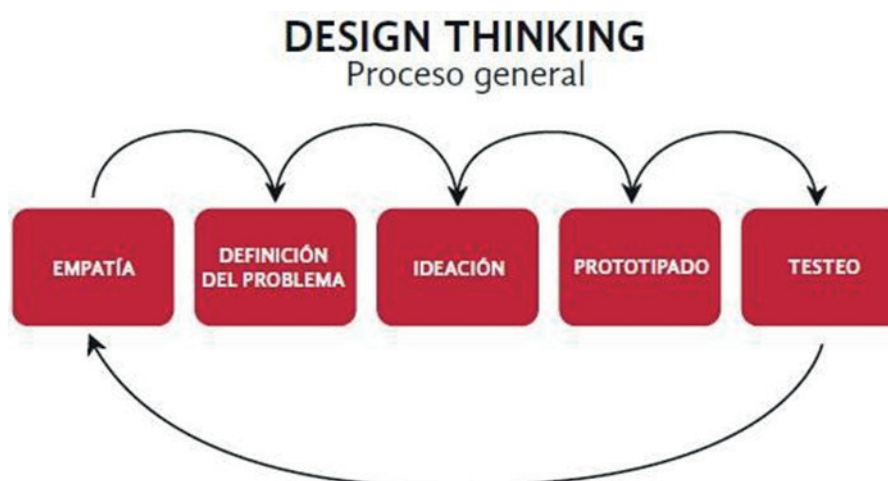 DESIGN THINKING
Proceso general
EMPATÍA
DEFINICIÓN
DEL PROBLEMA
IDEACIÓN
PROTOTIPADO
TESTEO